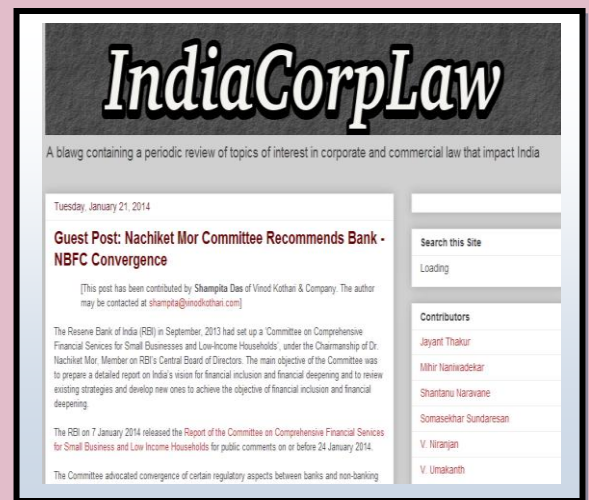 IndiaCorpLaw
A blawg containing a periodic review of topics of interest in corporate and commercial law that impact India
Tuesday, January 21, 2014
Guest Post: Nachiket Mor Committee Recommends Bank -
NBFC Convergence
[This post has been contributed by Shampita Das of Vinod Kothari & Company. The author
may be contacted at shampita@vinodkothari.com]
The Reserve Bank of India (RBI) in September, 2013 had set up a 'Committee on Comprehensive
Financial Services for Small Businesses and Low-Income Households', under the Chairmanship of Dr.
Nachiket Mor, Member on RBI's Central Board of Directors. The main objective of the Committee was
to prepare a detailed report on India's vision for financial inclusion and financial deepening and to review
existing strategies and develop new ones to achieve the objective of financial inclusion and financial
deepening.
The RBI on 7 January 2014 released the Report of the Committee on Comprehensive Financial Services
for Small Business and Low Income Households for public comments on or before 24 January 2014.
The Committee advocated convergence of certain regulatory aspects between banks and non-banking
Search this Site
Loading
Contributors
Jayant Thakur
Mihir Naniwadekar
Shantanu Naravane
Somasekhar Sundaresan
V. Niranjan
V. Umakanth